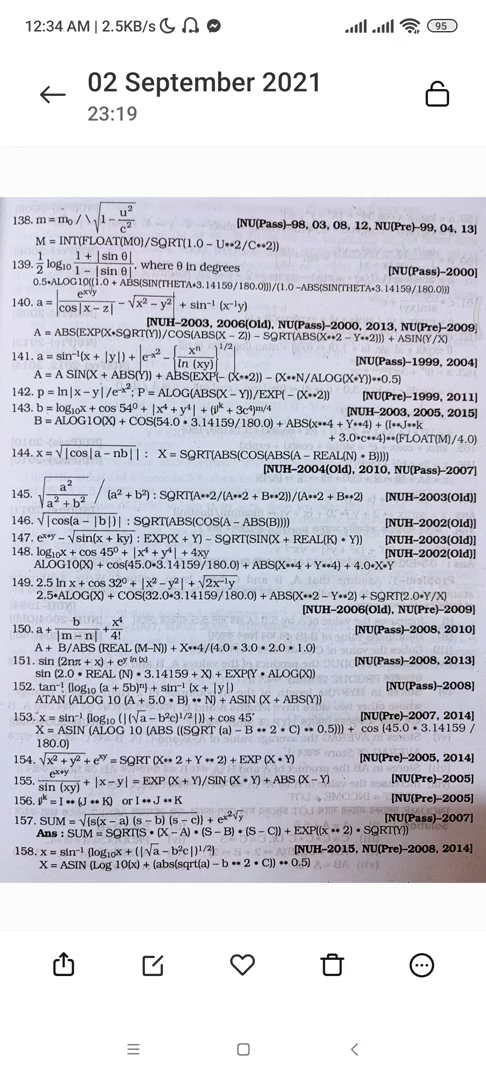 12:34 AM | 2.5KB/s
95
02 September 2021
23:19
138. m = m₀ / \√1 − u²/c² [NU(Pass)–98, 03, 08, 12, NU(Pre)–99, 04, 13]
M = INT(FLOAT(M0)/SQRT(1.0 − U**2/C**2))
139. 1/2 log₁₀ 1 + |sin θ| / 1 − |sin θ|, where θ in degrees [NU(Pass)–2000]
0.5*ALOG10((1.0 + ABS(SIN(THETA*3.14159/180.0)))/(1.0 −ABS(SIN(THETA*3.14159/180.0)))
140. a = |e^(x√y) / cos|x − z| − √x² − y²| + sin⁻¹ (x⁻¹y)
[NUH–2003, 2006(Old), NU(Pass)–2000, 2013, NU(Pre)–2009]
A = ABS(EXP(X*SQRT(Y))/COS(ABS(X − Z)) − SQRT(ABS(X**2 − Y**2))) + ASIN(Y/X)
141. a = sin⁻¹(x + |y|) + |e^(-x²) − {xⁿ / ln (xy)}^(1/2)| [NU(Pass)–1999, 2004]
A = A SIN(X + ABS(Y)) + ABS(EXP(− (X**2)) − (X**N/ALOG(X*Y))**0.5)
142. p = ln|x − y|/e^(-x²); P = ALOG(ABS(X − Y))/EXP(− (X**2)) [NU(Pre)–1999, 2011]
143. b = log₁₀x + cos 54⁰ + |x⁴ + y⁴| + (iʲᵏ + 3c⁴)^(m/4) [NUH–2003, 2005, 2015]
B = ALOG1O(X) + COS(54.0 * 3.14159/180.0) + ABS(x**4 + Y**4) + (I**J**k
+ 3.0*c**4)**(FLOAT(M)/4.0)
144. x = √|cos|a − nb|| : X = SQRT(ABS(COS(ABS(A − REAL(N) * B))))
[NUH–2004(Old), 2010, NU(Pass)–2007]
145. √a² / a² + b² / (a² + b²) : SQRT(A**2/(A**2 + B**2))/(A**2 + B**2) [NUH–2003(Old)]
146. √|cos(a − |b|)| : SQRT(ABS(COS(A − ABS(B)))) [NUH–2002(Old)]
147. e^(x+y) − √sin(x + ky) : EXP(X + Y) − SQRT(SIN(X + REAL(K) * Y)) [NUH–2003(Old)]
148. log₁₀x + cos 45⁰ + |x⁴ + y⁴| + 4xy [NUH–2002(Old)]
ALOG10(X) + cos(45.0*3.14159/180.0) + ABS(X**4 + Y**4) + 4.0*X*Y
149. 2.5 ln x + cos 32⁰ + |x² − y²| + √2x⁻¹y
2.5*ALOG(X) + COS(32.0*3.14159/180.0) + ABS(X**2 − Y**2) + SQRT(2.0*Y/X)
[NUH–2006(Old), NU(Pre)–2009]
150. a + b / |m − n| + x⁴ / 4! [NU(Pass)–2008, 2010]
A + B/ABS (REAL (M–N)) + X**4/(4.0 * 3.0 * 2.0 * 1.0)
151. sin (2nπ + x) + e^(y ln (x)) [NU(Pass)–2008, 2013]
sin (2.0 * REAL (N) * 3.14159 + X) + EXP(Y * ALOG(X))
152. tan⁻¹ {log₁₀ (a + 5b)ⁿ} + sin⁻¹ (x + |y|) [NU(Pass)–2008]
ATAN (ALOG 10 (A + 5.0 * B) ** N) + ASIN (X + ABS(Y))
153. x = sin⁻¹ {log₁₀ (|(√a − b²c)^(1/2)|)} + cos 45° [NU(Pre)–2007, 2014]
X = ASIN (ALOG 10 (ABS ((SQRT (a) − B ** 2 * C) ** 0.5))) + cos (45.0 * 3.14159 /
180.0)
154. √x² + y² + e^(xy) = SQRT (X** 2 + Y ** 2) + EXP (X * Y) [NU(Pre)–2005, 2014]
155. e^(x+y) / sin (xy) + |x − y| = EXP (X + Y)/SIN (X * Y) + ABS (X − Y) [NU(Pre)–2005]
156. iʲᵏ = I ** (J ** K) or I ** J ** K [NU(Pre)–2005]
157. SUM = √{s(x − a) (s − b) (s − c)} + e^(x²√y) [NU(Pass)–2007]
Ans : SUM = SQRT(S * (X − A) * (S − B) * (S − C)) + EXP((x ** 2) * SQRT(Y))
158. x = sin⁻¹ {log₁₀x + (|√a − b²c|)^(1/2)} [NUH–2015, NU(Pre)–2008, 2014]
X = ASIN (Log 10(x) + (abs(sqrt(a) − b ** 2 * C)) ** 0.5)